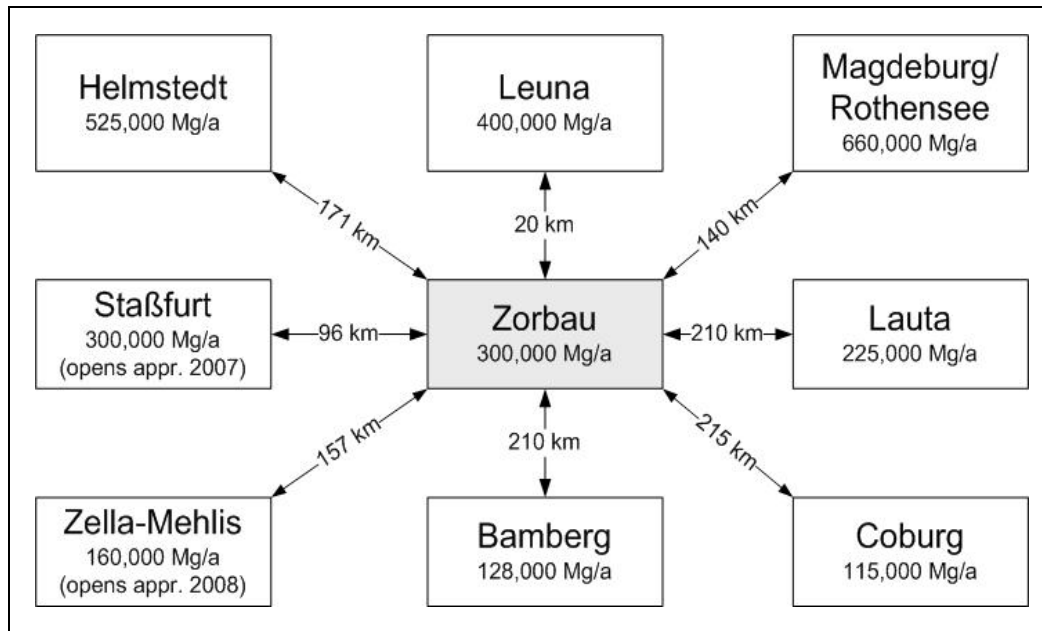 Helmstedt
525,000 Mg/a
Leuna
400,000 Mg/a
Magdeburg/
Rothensee
660,000 Mg/a
171 km
20 km
140 km
Staßfurt
300,000 Mg/a
(opens appr. 2007)
96 km
Zorbau
300,000 Mg/a
210 km
Lauta
225,000 Mg/a
157 km
210 km
215 km
Zella-Mehlis
160,000 Mg/a
(opens appr. 2008)
Bamberg
128,000 Mg/a
Coburg
115,000 Mg/a